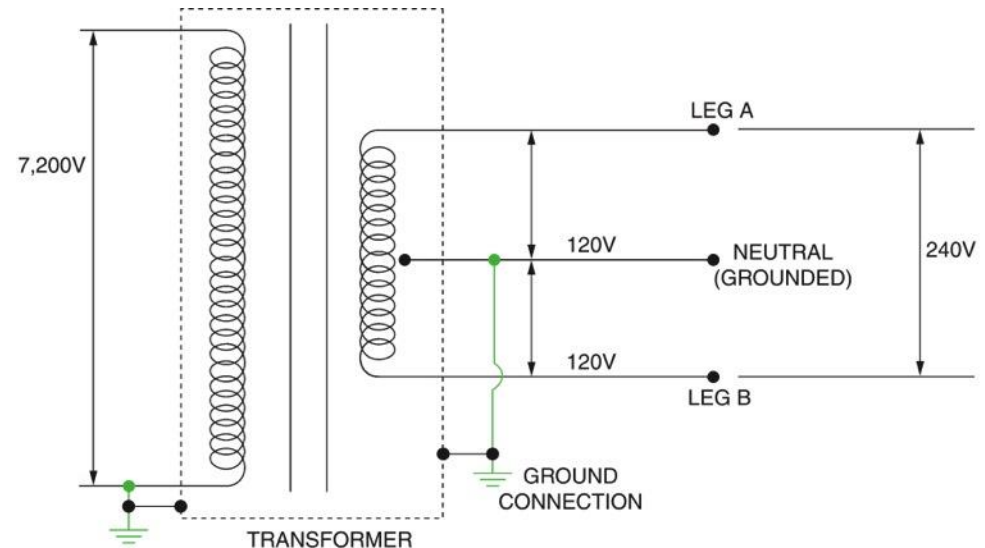 7,200V
LEG A
120V
NEUTRAL
(GROUNDED)
240V
120V
LEG B
GROUND
CONNECTION
TRANSFORMER